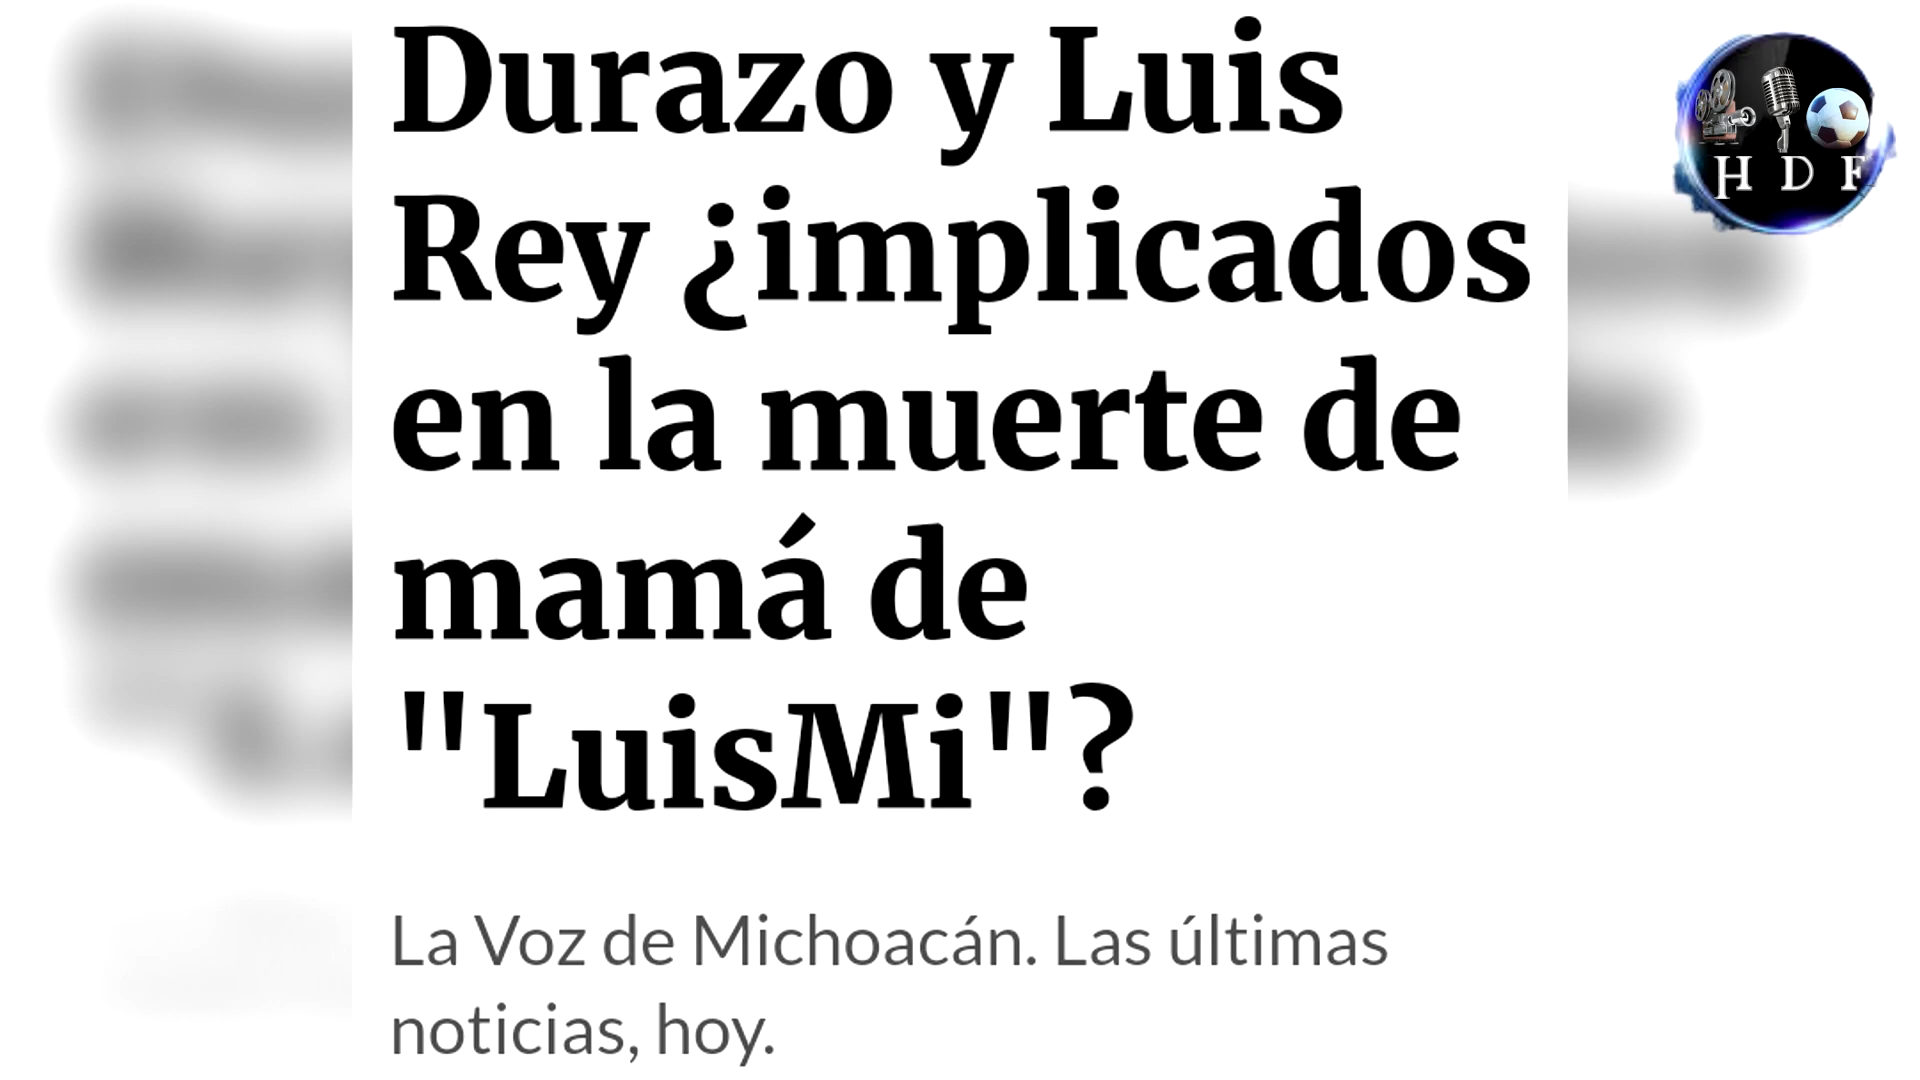 Durazo y Luis
Rey ¿implicados
en la muerte de
mamá de
"LuisMi"?
La Voz de Michoacán. Las últimas
noticias, hoy.
H D F